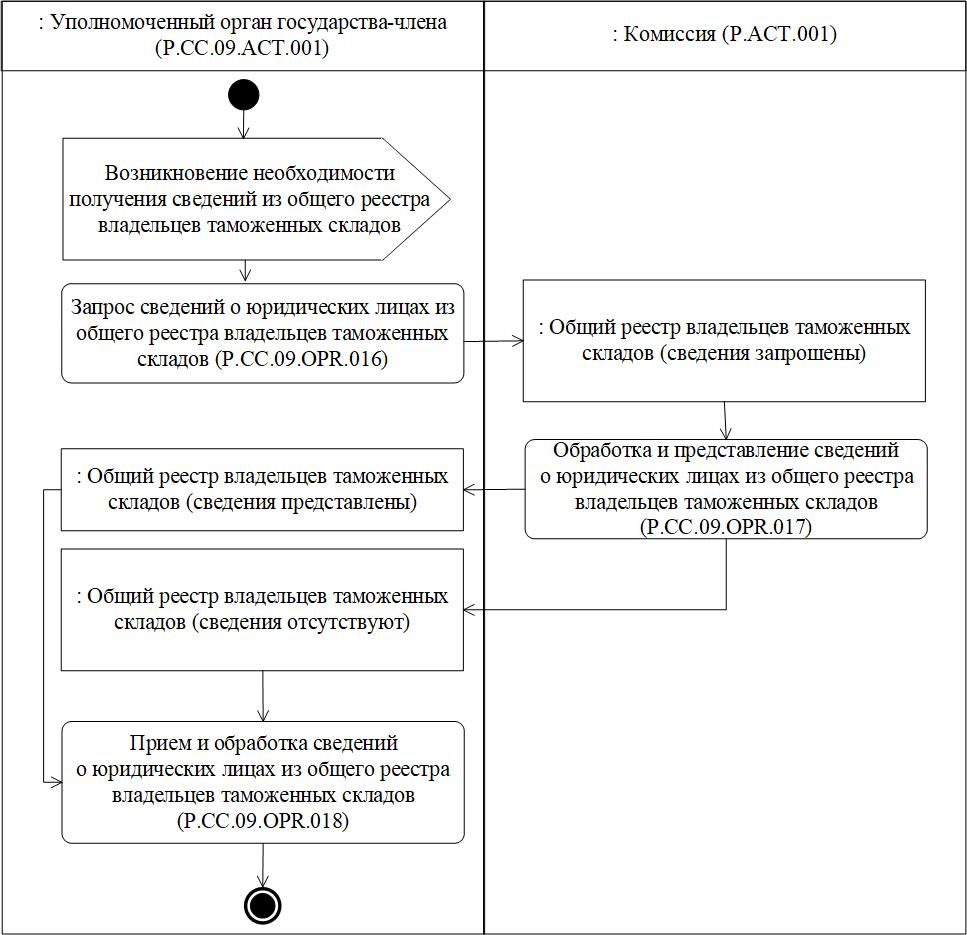 : Уполномоченный орган государства-члена
(P.CC.09.ACT.001)
: Комиссия (P.ACT.001)
Возникновение необходимости
получения сведений из общего реестра
владельцев таможенных складов
Запрос сведений о юридических лицах из
общего реестра владельцев таможенных
складов (P.CC.09.OPR.016)
: Общий реестр владельцев таможенных
складов (сведения запрошены)
Обработка и представление сведений
о юридических лицах из общего реестра
владельцев таможенных складов
(P.CC.09.OPR.017)
: Общий реестр владельцев таможенных
складов (сведения представлены)
: Общий реестр владельцев таможенных
складов (сведения отсутствуют)
Прием и обработка сведений
о юридических лицах из общего реестра
владельцев таможенных складов
(P.CC.09.OPR.018)